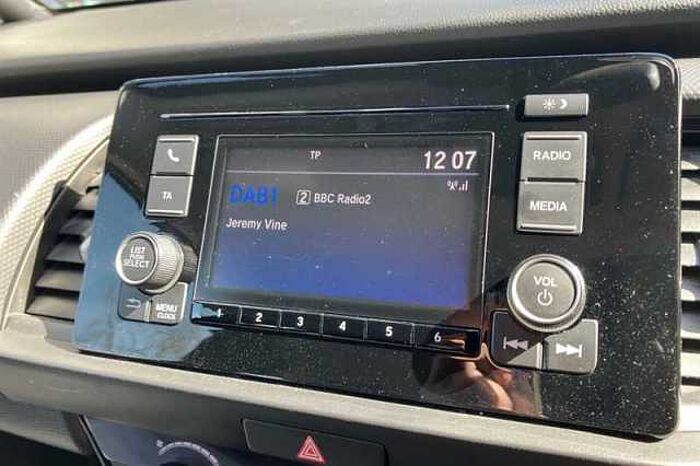 TP 12 07
DAB1 2 BBC Radio2
Jeremy Vine
TA
LIST
PUSH
SELECT
MENU
CLOCK
1 2 3 4 5 6
RADIO
MEDIA
VOL